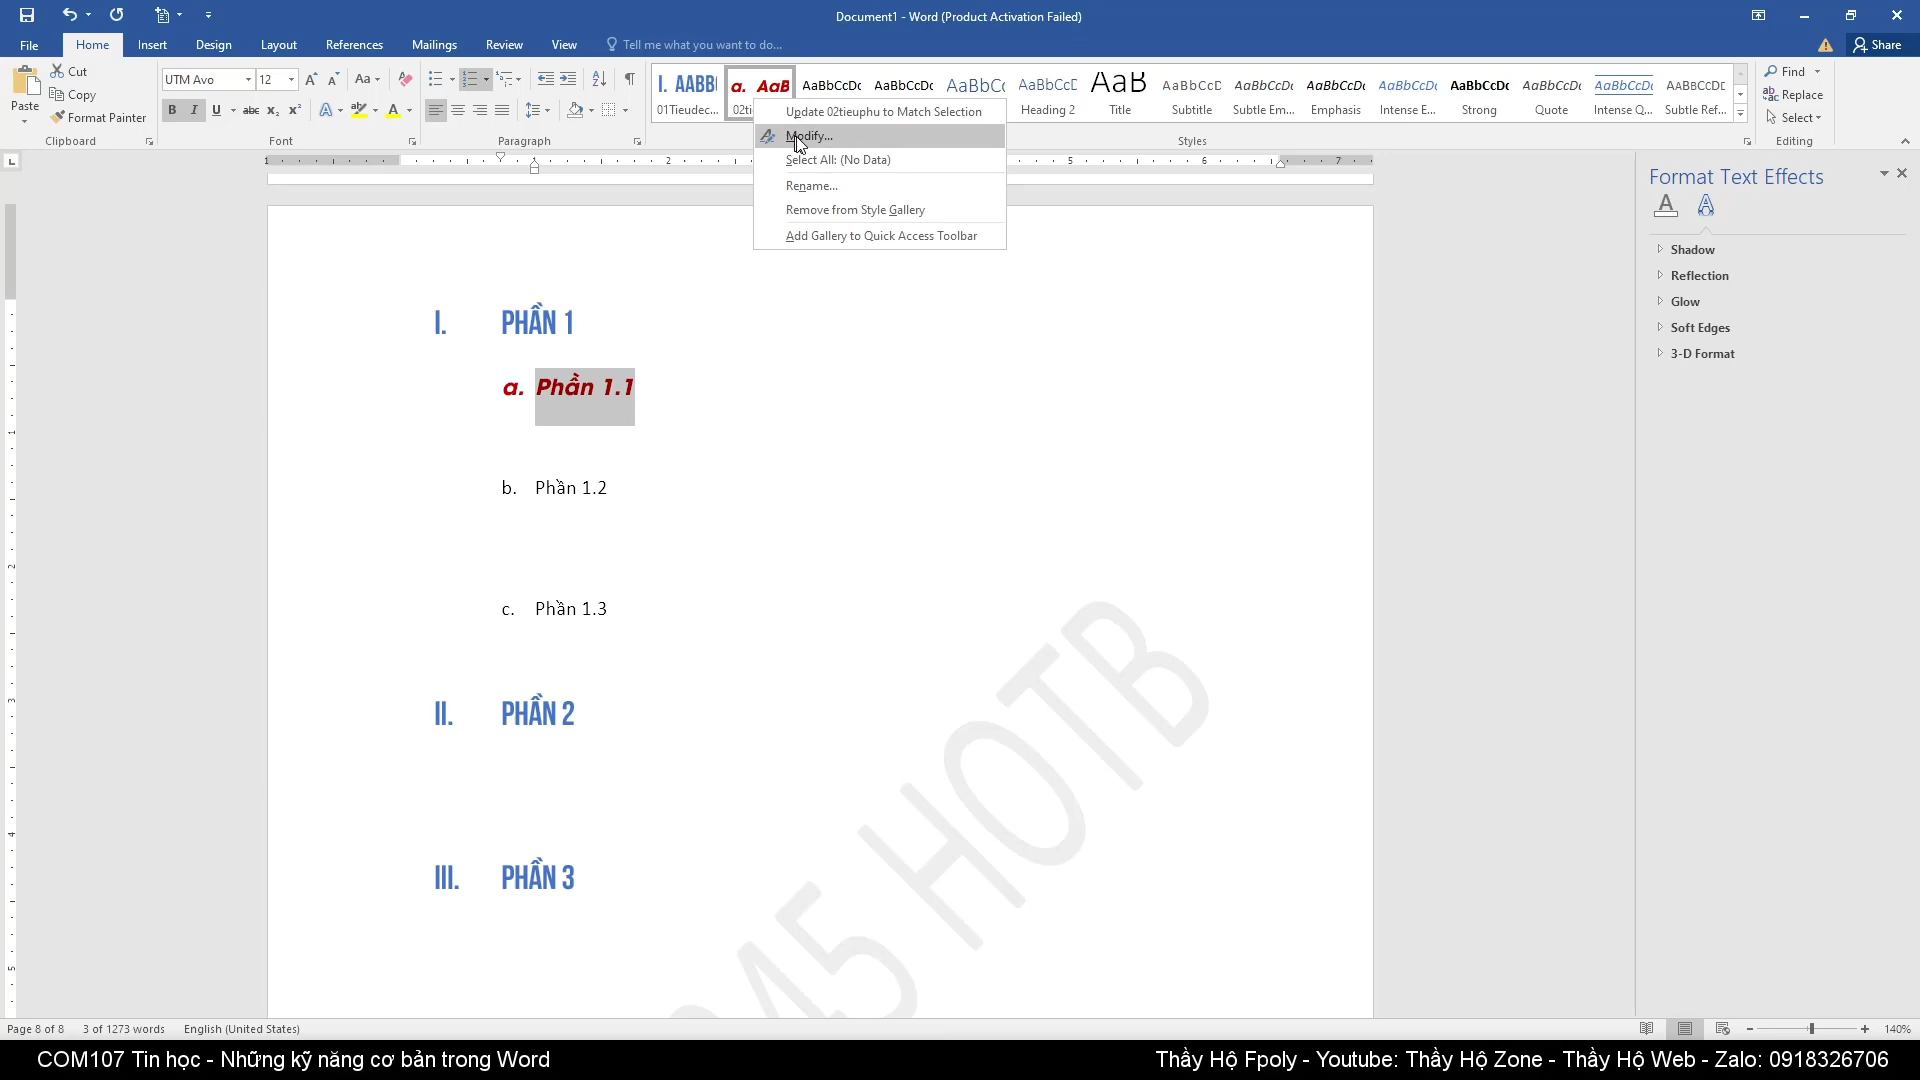 Document1 - Word (Product Activation Failed)
File Home Insert Design Layout References Mailings Review View Tell me what you want to do... Share
Paste
Cut
Copy
Format Painter
UTM Avo 12
Clipboard Font Paragraph Styles Editing
I. AABB
01Tieudec...
a. AaB
AaBbCcDc
AaBbCcDc
AaBbCc
AaBbCcC
Heading 2
AaB
Title
AaBbCcD
Subtitle
AaBbCcDc
Subtle Em...
AaBbCcDc
Emphasis
AaBbCcDc
Intense E...
AaBbCcDc
Strong
AaBbCcDc
Quote
AaBbCcDc
Intense Q...
AABBCCDE
Subtle Ref...
Find
Replace
Select
Update 02tieuphu to Match Selection
Modify...
Select All: (No Data)
Rename...
Remove from Style Gallery
Add Gallery to Quick Access Toolbar
Format Text Effects
Shadow
Reflection
Glow
Soft Edges
3-D Format
I. PHẦN 1
a. Phần 1.1
b. Phần 1.2
c. Phần 1.3
II. PHẦN 2
III. PHẦN 3
45 HOTB
Page 8 of 8 3 of 1273 words English (United States) 140%
COM107 Tin học - Những kỹ năng cơ bản trong Word
Thầy Hộ Fpoly - Youtube: Thầy Hộ Zone - Thầy Hộ Web - Zalo: 0918326706